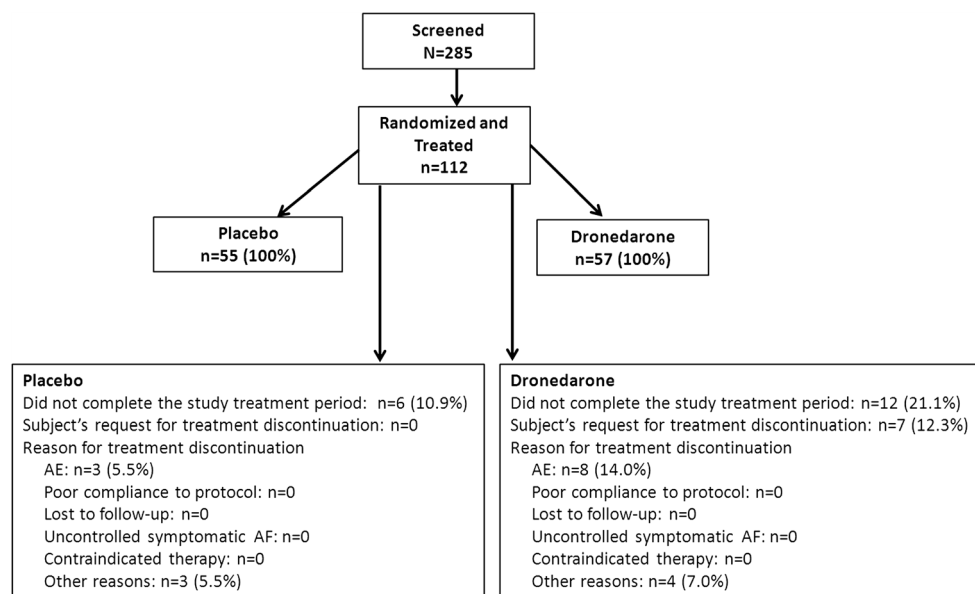 Screened
N=285
Randomized and
Treated
n=112
Placebo
n=55 (100%)
Dronedarone
n=57 (100%)
Placebo
Did not complete the study treatment period: n=6 (10.9%)
Subject's request for treatment discontinuation: n=0
Reason for treatment discontinuation
AE: n=3 (5.5%)
Poor compliance to protocol: n=0
Lost to follow-up: n=0
Uncontrolled symptomatic AF: n=0
Contraindicated therapy: n=0
Other reasons: n=3 (5.5%)
Dronedarone
Did not complete the study treatment period: n=12 (21.1%)
Subject's request for treatment discontinuation: n=7 (12.3%)
Reason for treatment discontinuation
AE: n=8 (14.0%)
Poor compliance to protocol: n=0
Lost to follow-up: n=0
Uncontrolled symptomatic AF: n=0
Contraindicated therapy: n=0
Other reasons: n=4 (7.0%)